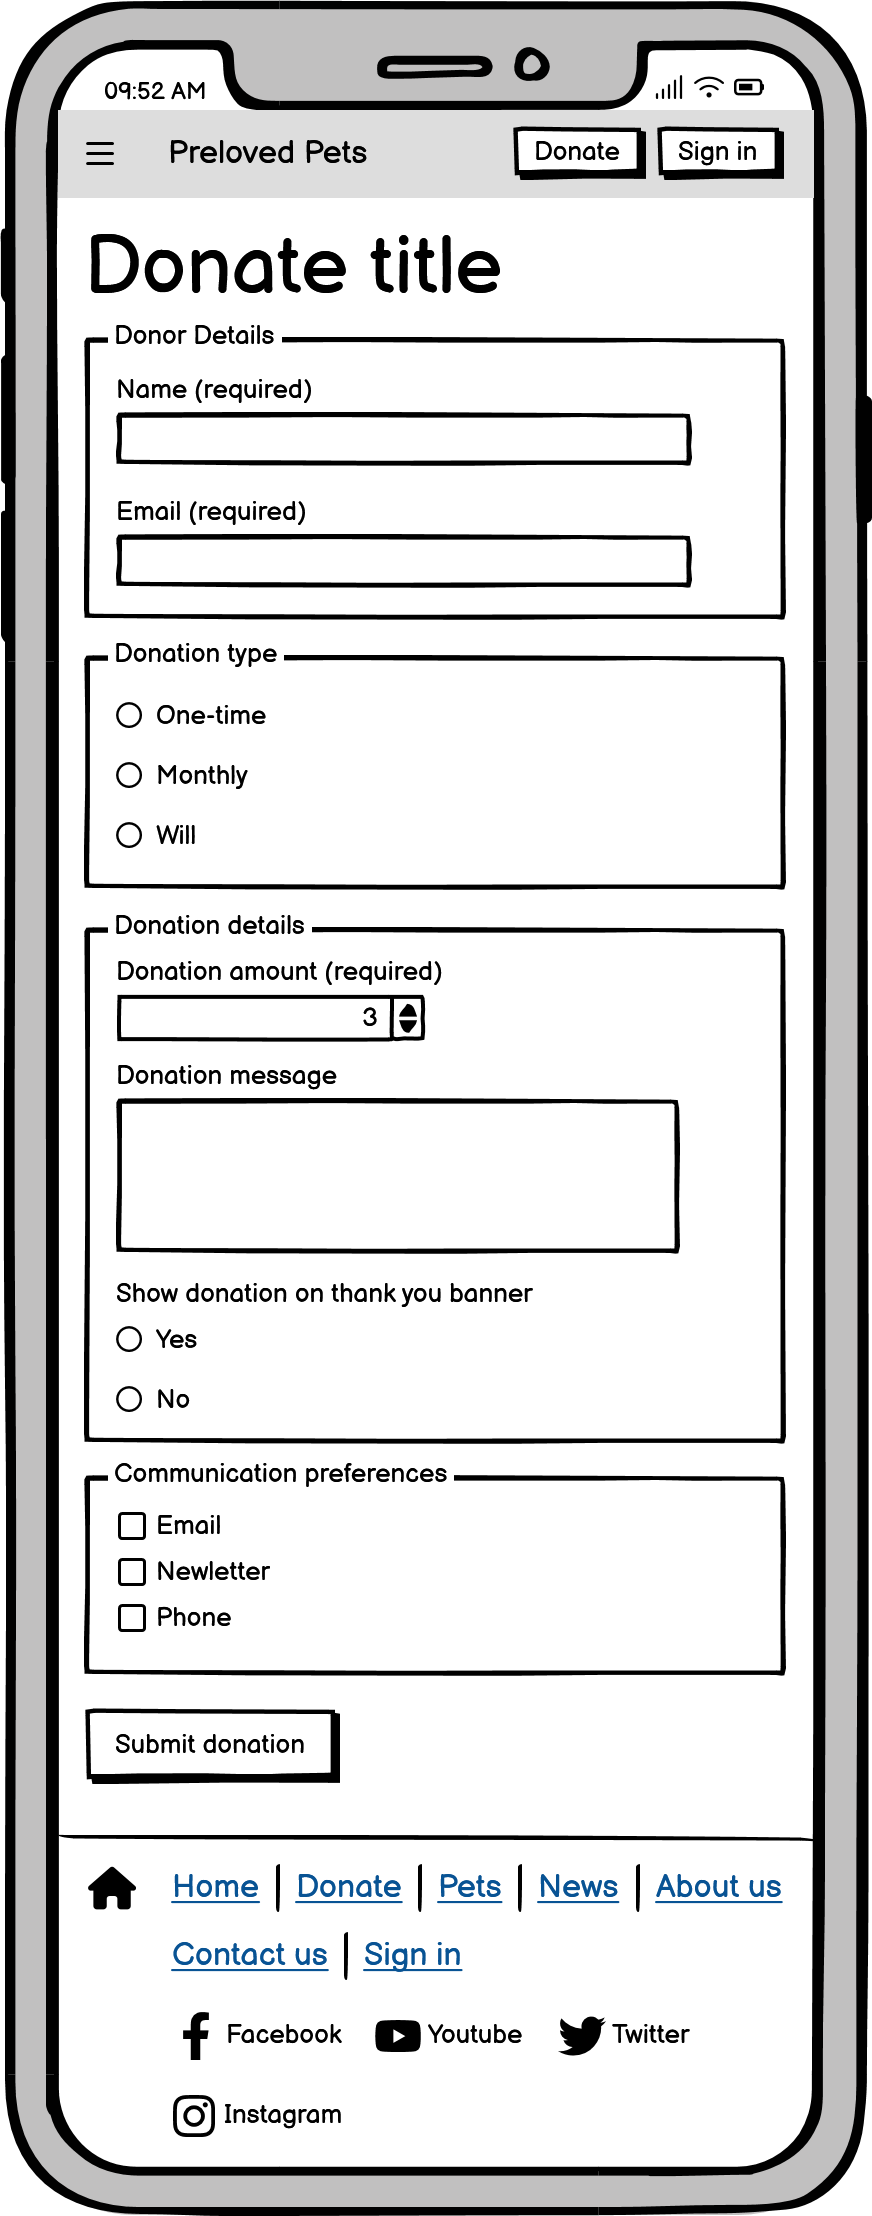 09:52 AM
Preloved Pets Donate Sign in
Donate title
Donor Details
Name (required)
Email (required)
Donation type
One-time
Monthly
Will
Donation details
Donation amount (required)
3
Donation message
Show donation on thank you banner
Yes
No
Communication preferences
Email
Newletter
Phone
Submit donation
Home Donate Pets News About us
Contact us Sign in
Facebook Youtube Twitter
Instagram